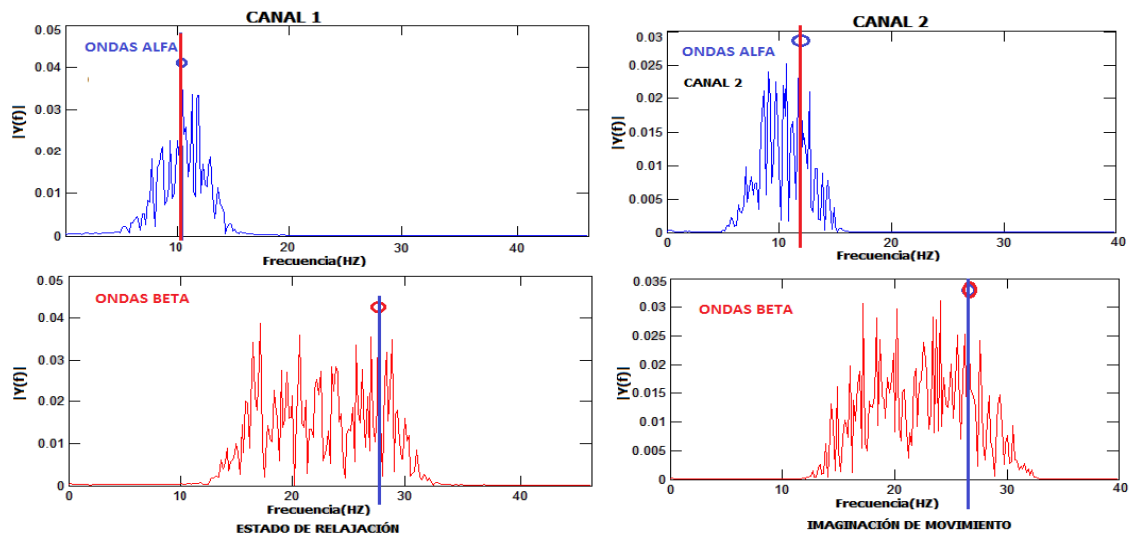 CANAL 1
0.05
ONDAS ALFA
0.04
0.03
0.02
0.01
0
|Y(f)|
10
20
30
40
Frecuencia(HZ)
CANAL 2
0.03
ONDAS ALFA
0.025
CANAL 2
0.02
0.015
0.01
0.005
0
|Y(f)|
0
10
20
30
40
Frecuencia(HZ)
0.05
ONDAS BETA
0.04
0.03
0.02
0.01
0
|Y(f)|
0
10
20
30
40
Frecuencia(HZ)
ESTADO DE RELAJACIÓN
0.035
0.03
ONDAS BETA
0.025
0.02
0.015
0.01
0.005
0
|Y(f)|
0
10
20
30
40
Frecuencia(HZ)
IMAGINACIÓN DE MOVIMIENTO